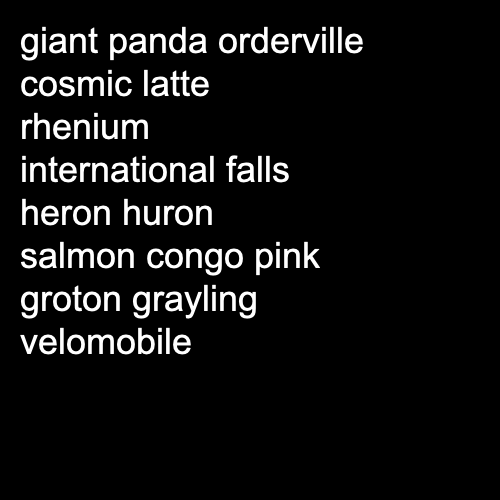 giant panda orderville
cosmic latte
rhenium
international falls
heron huron
salmon congo pink
groton grayling
velomobile